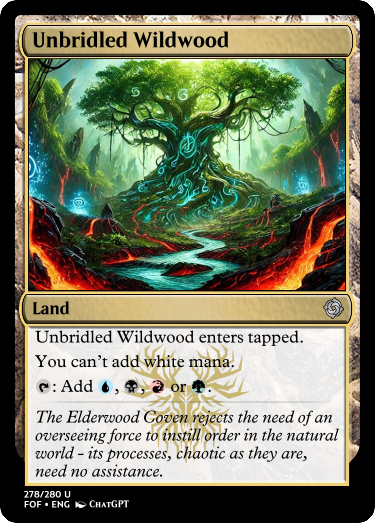 Unbridled Wildwood
Land
Unbridled Wildwood enters tapped.
You can't add white mana.
: Add , , or .
The Elderwood Coven rejects the need of an
overseeing force to instill order in the natural
world - its processes, chaotic as they are,
need no assistance.
278/280 U
FOF • ENG ChatGPT